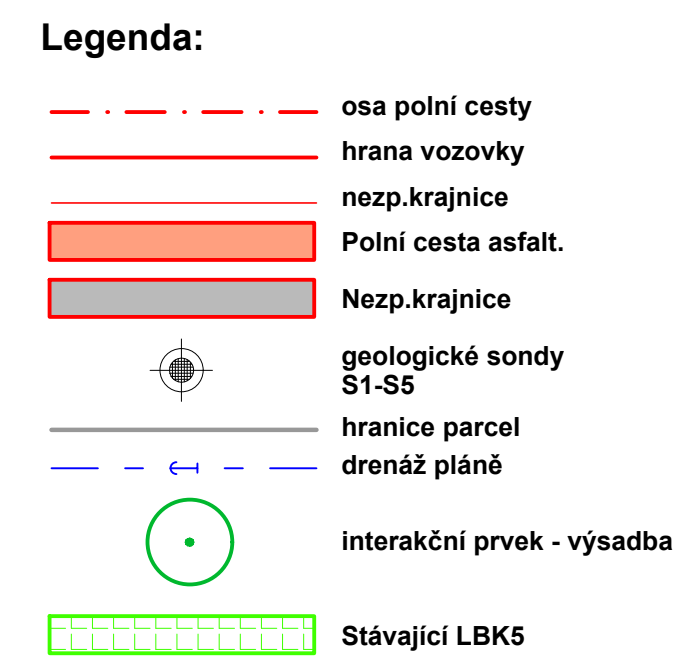 Legenda:
osa polní cesty
hrana vozovky
nezp.krajnice
Polní cesta asfalt.
Nezp.krajnice
geologické sondy
S1-S5
hranice parcel
drenáž pláně
interakční prvek - výsadba
Stávající LBK5